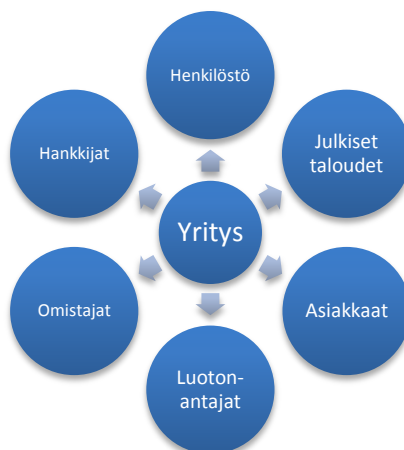 Henkilöstö
Hankkijat
Julkiset
taloudet
Yritys
Omistajat
Asiakkaat
Luoton-
antajat